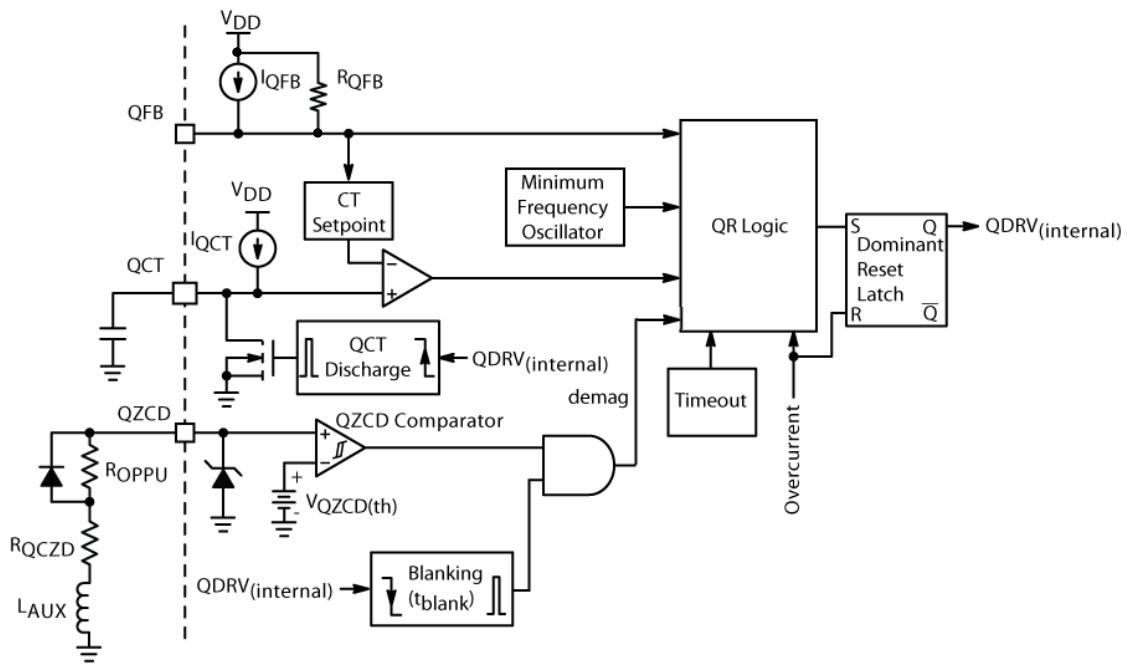 VDD
IQFB
RQFB
QFB
CT
Setpoint
Minimum
Frequency
Oscillator
QR Logic
S Q
Dominant
Reset
Latch
R Q
QDRV(internal)
VDD
IQCT
QCT
−
+
QCT
Discharge
QDRV(internal)
demag
Timeout
Overcurrent
QZCD
QZCD Comparator
+
−
ROPPU
+
VQZCD(th)
-
RQCZD
LAUX
QDRV(internal)
Blanking
(tblank)